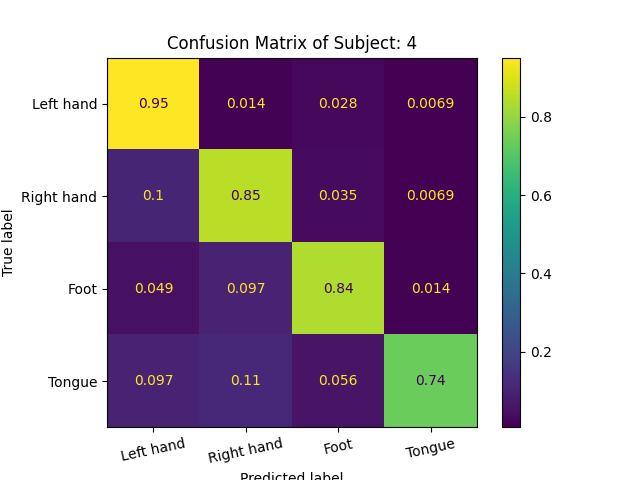 Confusion Matrix of Subject: 4
True label
Left hand 0.95 0.014 0.028 0.0069
Right hand 0.1 0.85 0.035 0.0069
Foot 0.049 0.097 0.84 0.014
Tongue 0.097 0.11 0.056 0.74
Left hand Right hand Foot Tongue
Predicted label
0.8
0.6
0.4
0.2